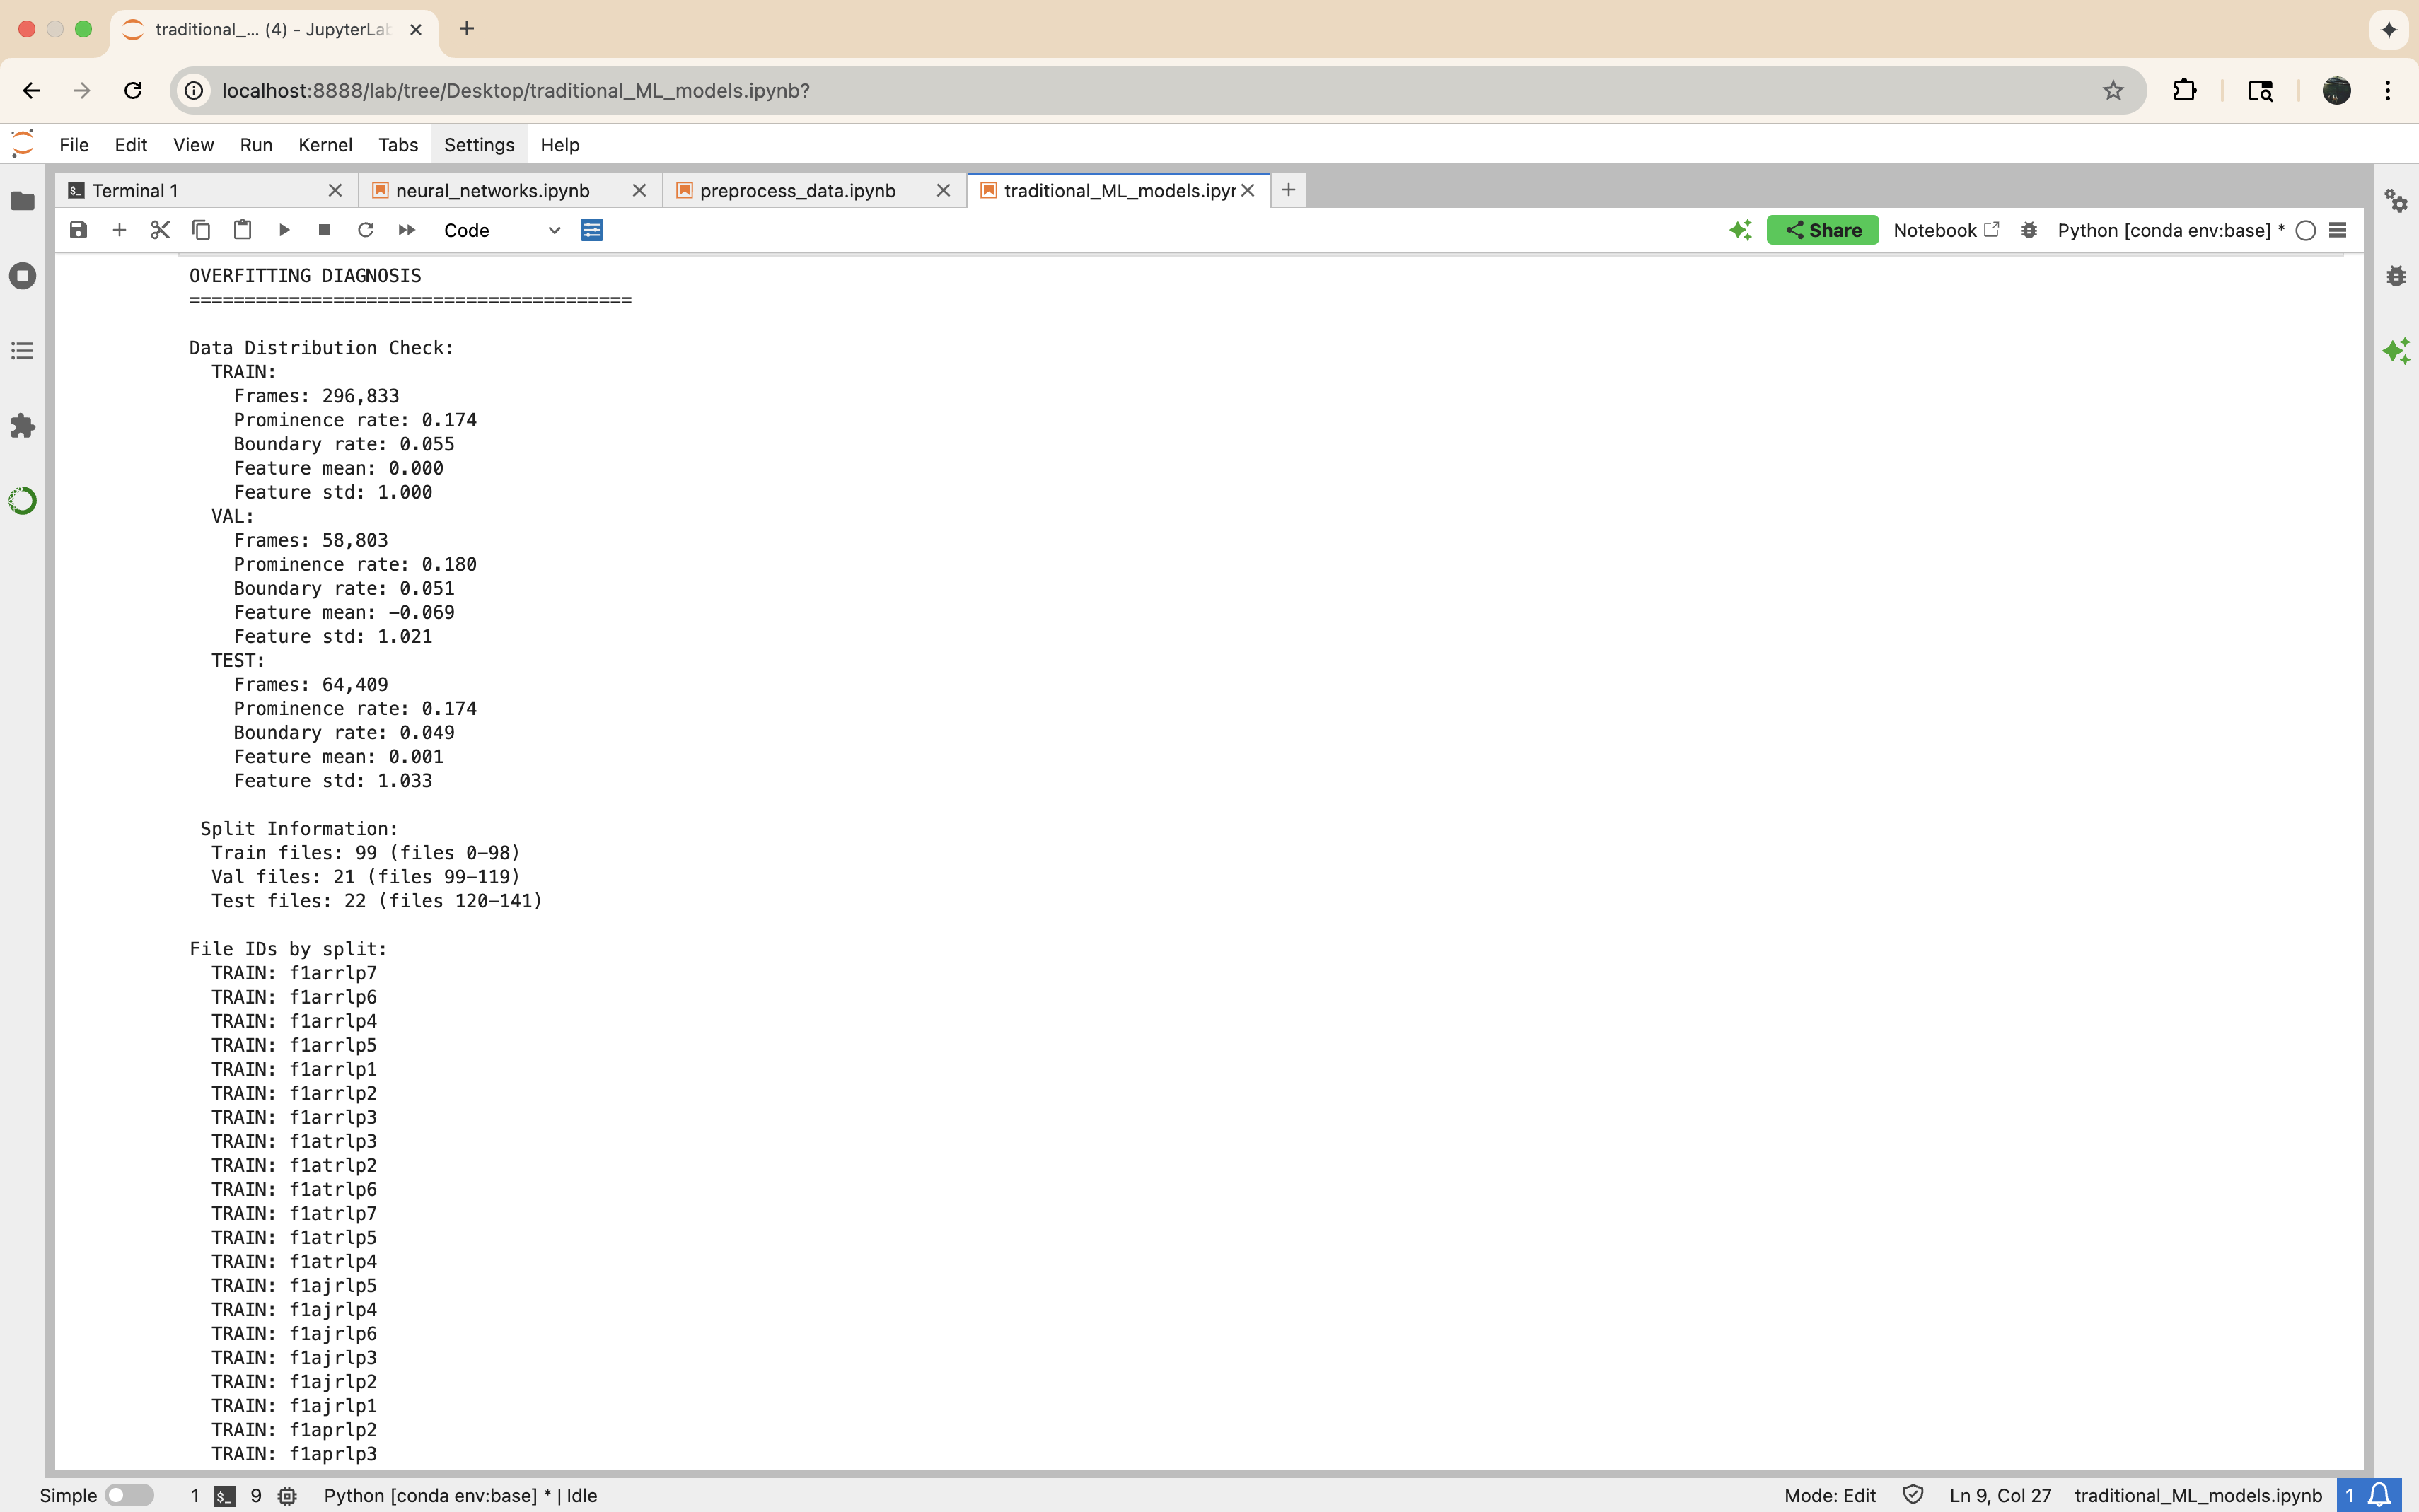 traditional_... (4) - JupyterLab
localhost:8888/lab/tree/Desktop/traditional_ML_models.ipynb?
File Edit View Run Kernel Tabs Settings Help
Terminal 1 neural_networks.ipynb preprocess_data.ipynb traditional_ML_models.ipyr
Code Share Notebook Python [conda env:base] *
OVERFITTING DIAGNOSIS
========================================
Data Distribution Check:
TRAIN:
Frames: 296,833
Prominence rate: 0.174
Boundary rate: 0.055
Feature mean: 0.000
Feature std: 1.000
VAL:
Frames: 58,803
Prominence rate: 0.180
Boundary rate: 0.051
Feature mean: -0.069
Feature std: 1.021
TEST:
Frames: 64,409
Prominence rate: 0.174
Boundary rate: 0.049
Feature mean: 0.001
Feature std: 1.033
Split Information:
Train files: 99 (files 0-98)
Val files: 21 (files 99-119)
Test files: 22 (files 120-141)
File IDs by split:
TRAIN: f1arrlp7
TRAIN: f1arrlp6
TRAIN: f1arrlp4
TRAIN: f1arrlp5
TRAIN: f1arrlp1
TRAIN: f1arrlp2
TRAIN: f1arrlp3
TRAIN: f1atrlp3
TRAIN: f1atrlp2
TRAIN: f1atrlp6
TRAIN: f1atrlp7
TRAIN: f1atrlp5
TRAIN: f1atrlp4
TRAIN: f1ajrlp5
TRAIN: f1ajrlp4
TRAIN: f1ajrlp6
TRAIN: f1ajrlp3
TRAIN: f1ajrlp2
TRAIN: f1ajrlp1
TRAIN: f1aprlp2
TRAIN: f1aprlp3
Simple 1 $_ 9 Python [conda env:base] * | Idle Mode: Edit Ln 9, Col 27 traditional_ML_models.ipynb 1